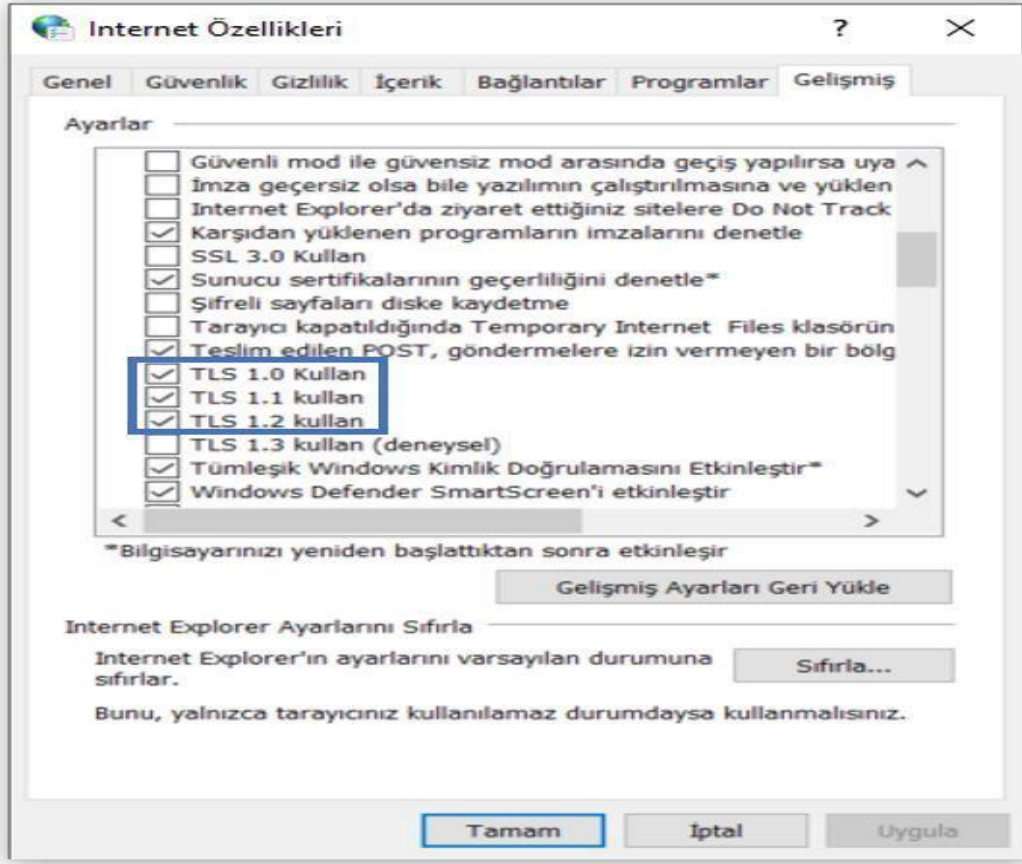 Internet Özellikleri
Genel Güvenlik Gizlilik İçerik Bağlantılar Programlar Gelişmiş
Ayarlar
Güvenli mod ile güvensiz mod arasında geçiş yapılırsa uya
İmza geçersiz olsa bile yazılımın çalıştırılmasına ve yüklen
Internet Explorer'da ziyaret ettiğiniz sitelere Do Not Track
Karşıdan yüklenen programların imzalarını denetle
SSL 3.0 Kullan
Sunucu sertifikalarının geçerliliğini denetle*
Şifreli sayfaları diske kaydetme
Tarayıcı kapatıldığında Temporary Internet Files klasörün
Teslim edilen POST, göndermelere izin vermeyen bir bölg
TLS 1.0 Kullan
TLS 1.1 kullan
TLS 1.2 kullan
TLS 1.3 kullan (deneysel)
Tümleşik Windows Kimlik Doğrulamasını Etkinleştir*
Windows Defender SmartScreen'i etkinleştir
*Bilgisayarınızı yeniden başlattıktan sonra etkinleşir
Gelişmiş Ayarları Geri Yükle
Internet Explorer Ayarlarını Sıfırla
Internet Explorer'ın ayarlarını varsayılan durumuna
sıfırlar.
Sıfırla...
Bunu, yalnızca tarayıcınız kullanılamaz durumdaysa kullanmalısınız.
Tamam İptal Uygula